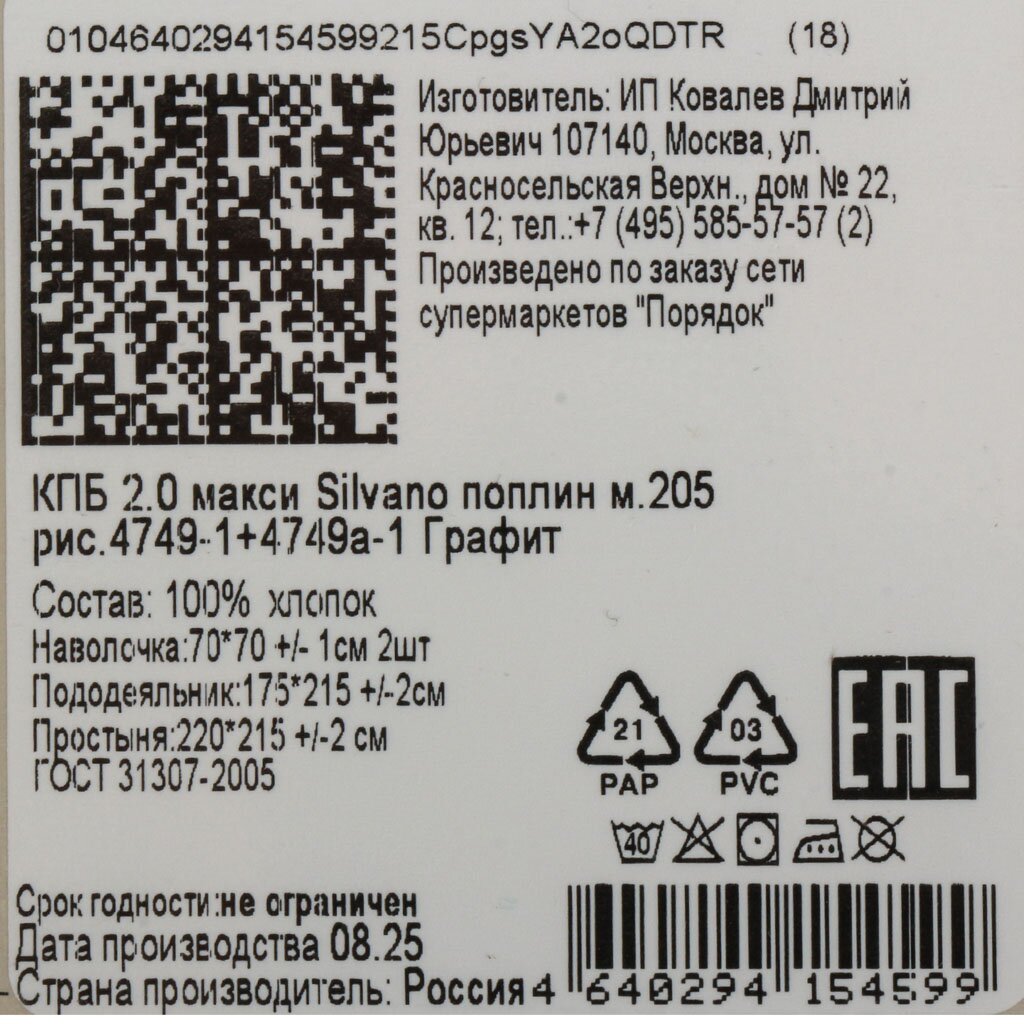 0104640294154599215CpgsYA2oQDTR (18)
Изготовитель: ИП Ковалев Дмитрий
Юрьевич 107140, Москва, ул.
Красносельская Верхн., дом № 22,
кв. 12; тел.:+7 (495) 585-57-57 (2)
Произведено по заказу сети
супермаркетов "Порядок"
КПБ 2.0 макси Silvano поплин м.205
рис.4749-1+4749а-1 Графит
Состав: 100% хлопок
Наволочка:70*70 +/- 1см 2шт
Пододеяльник:175*215 +/-2см
Простыня:220*215 +/-2 см
ГОСТ 31307-2005
21
PAP
03
PVC
EAC
40
Срок годности:не ограничен
Дата производства 08.25
Страна производитель: Россия
4 640294 154599